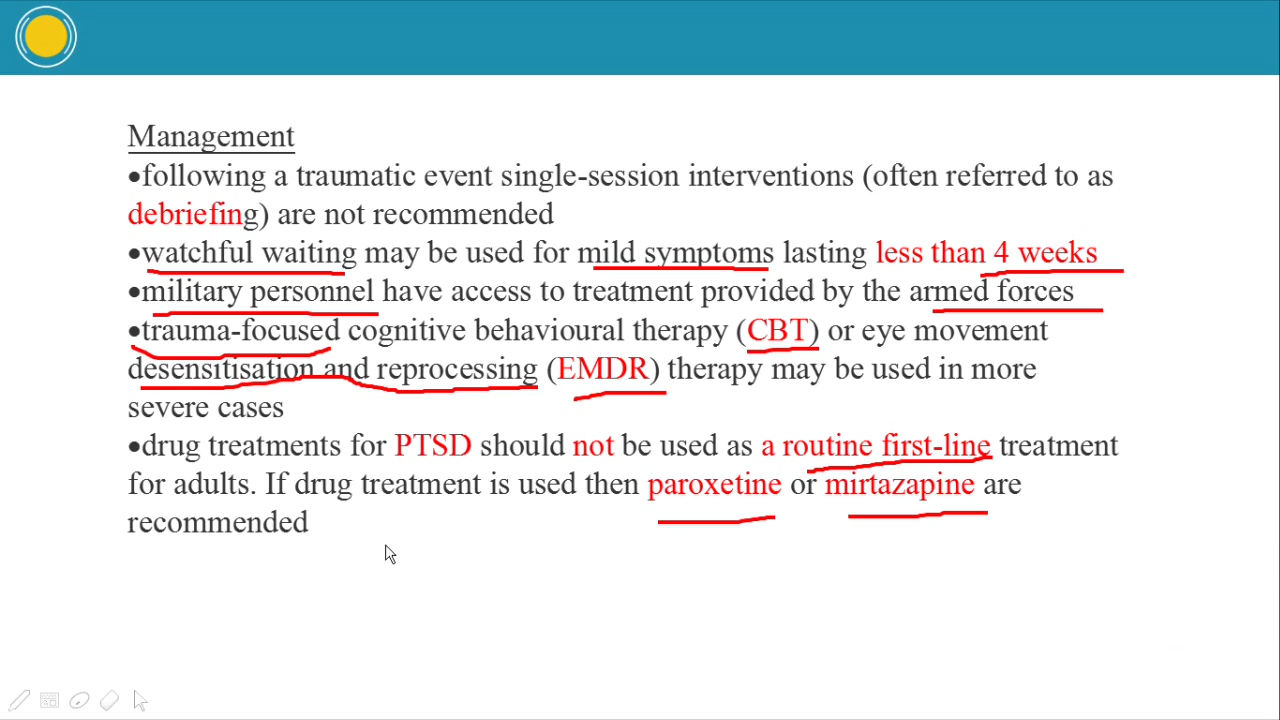 Management
•following a traumatic event single-session interventions (often referred to as
debriefing) are not recommended
•watchful waiting may be used for mild symptoms lasting less than 4 weeks
•military personnel have access to treatment provided by the armed forces
•trauma-focused cognitive behavioural therapy (CBT) or eye movement
desensitisation and reprocessing (EMDR) therapy may be used in more
severe cases
•drug treatments for PTSD should not be used as a routine first-line treatment
for adults. If drug treatment is used then paroxetine or mirtazapine are
recommended